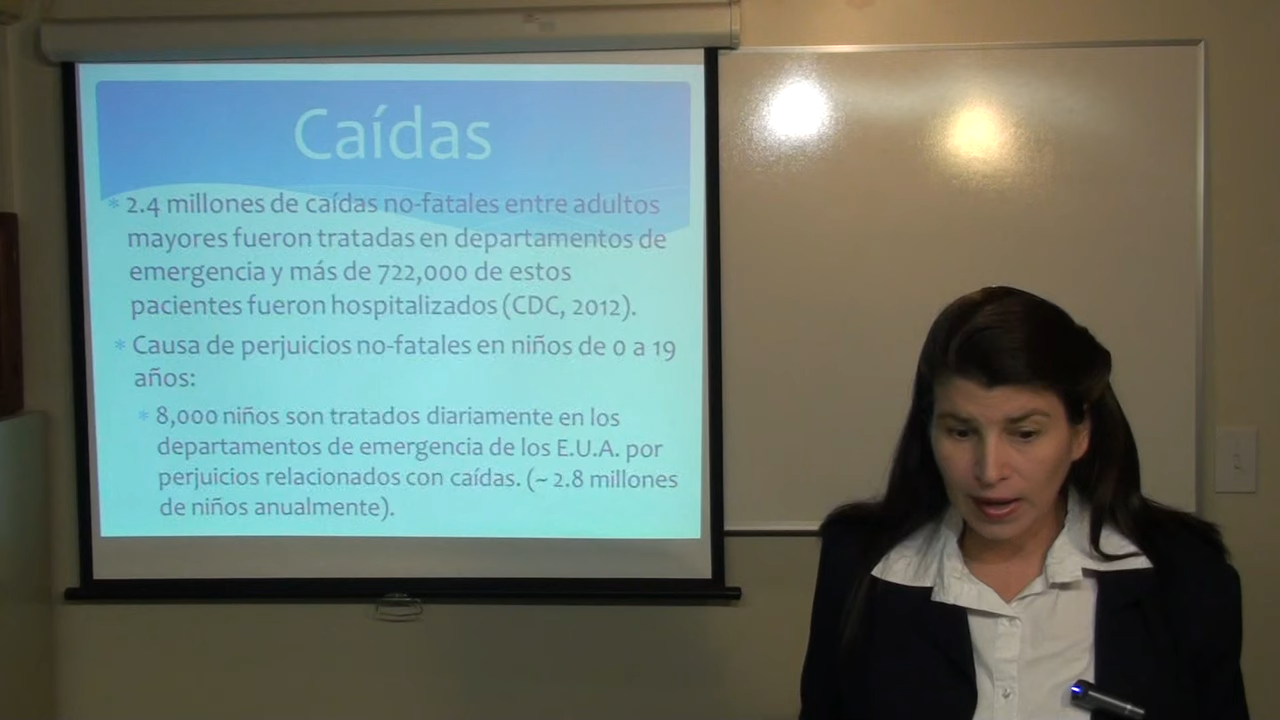 Caídas
* 2.4 millones de caídas no-fatales entre adultos
mayores fueron tratadas en departamentos de
emergencia y más de 722,000 de estos
pacientes fueron hospitalizados (CDC, 2012).
* Causa de perjuicios no-fatales en niños de 0 a 19
años:
* 8,000 niños son tratados diariamente en los
departamentos de emergencia de los E.U.A. por
perjuicios relacionados con caídas. (~ 2.8 millones
de niños anualmente).